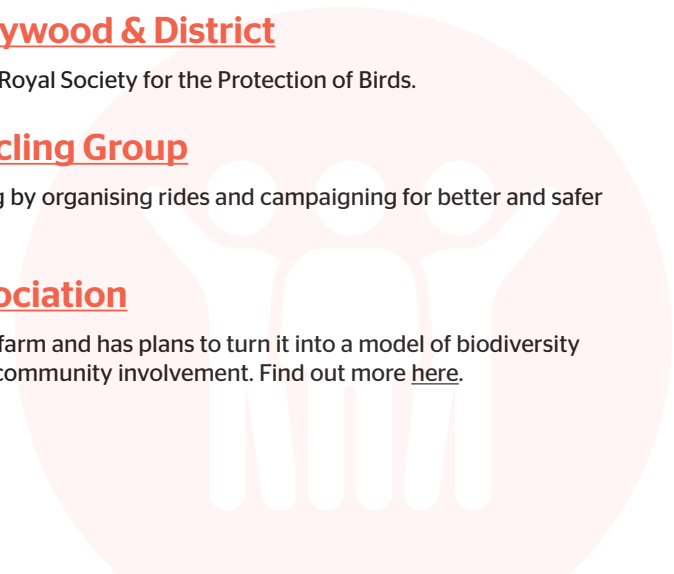 ywood & District
Royal Society for the Protection of Birds.
cling Group
g by organising rides and campaigning for better and safer
ociation
farm and has plans to turn it into a model of biodiversity
community involvement. Find out more here.